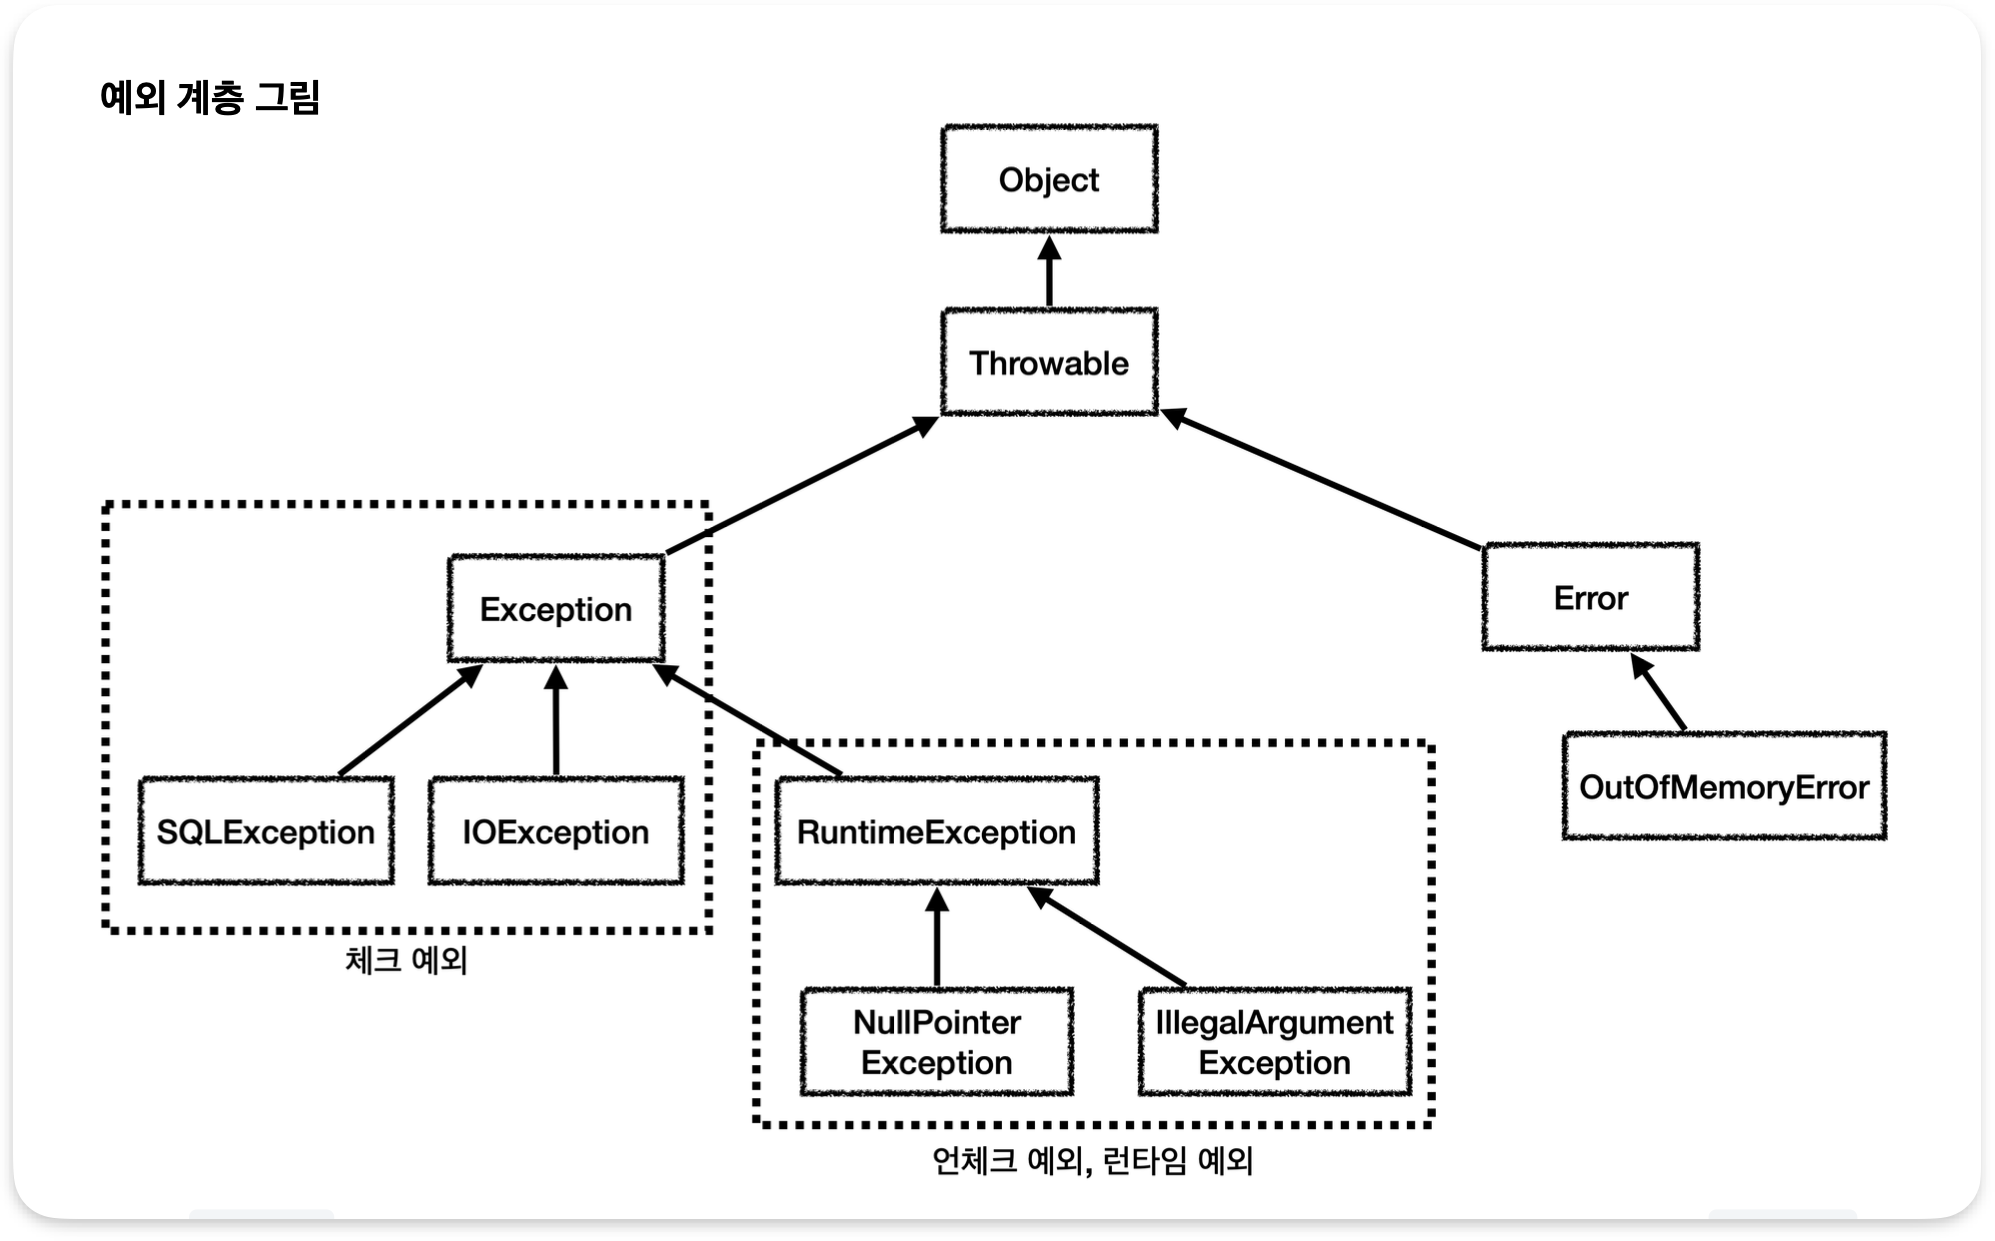 예외 계층 그림
Object
Throwable
Exception
Error
SQLException
IOException
RuntimeException
OutOfMemoryError
체크 예외
NullPointer
Exception
IllegalArgument
Exception
언체크 예외, 런타임 예외